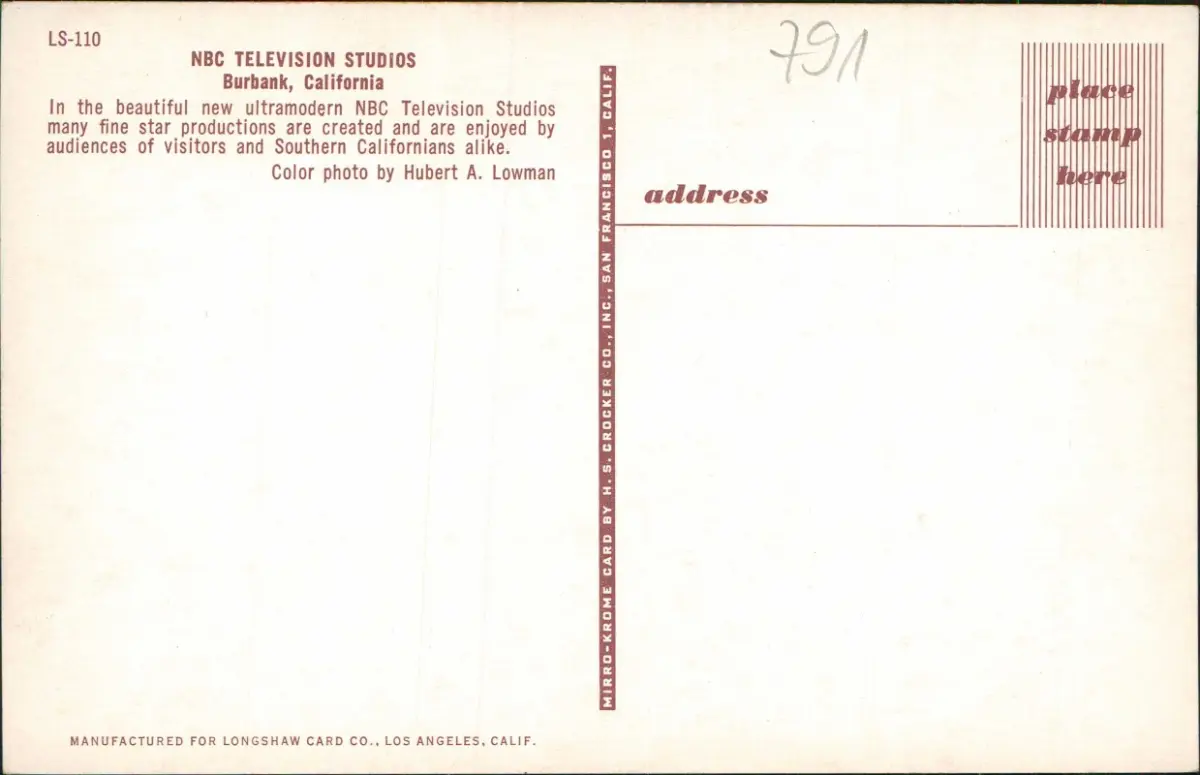 LS-110
NBC TELEVISION STUDIOS
Burbank, California
In the beautiful new ultramodern NBC Television Studios
many fine star productions are created and are enjoyed by
audiences of visitors and Southern Californians alike.
Color photo by Hubert A. Lowman
MANUFACTURED FOR LONGSHAW CARD CO., LOS ANGELES, CALIF.
MIRRO-KROME CARD BY H. S. CROCKER CO., INC., SAN FRANCISCO 1, CALIF.
791
place
stamp
here
address